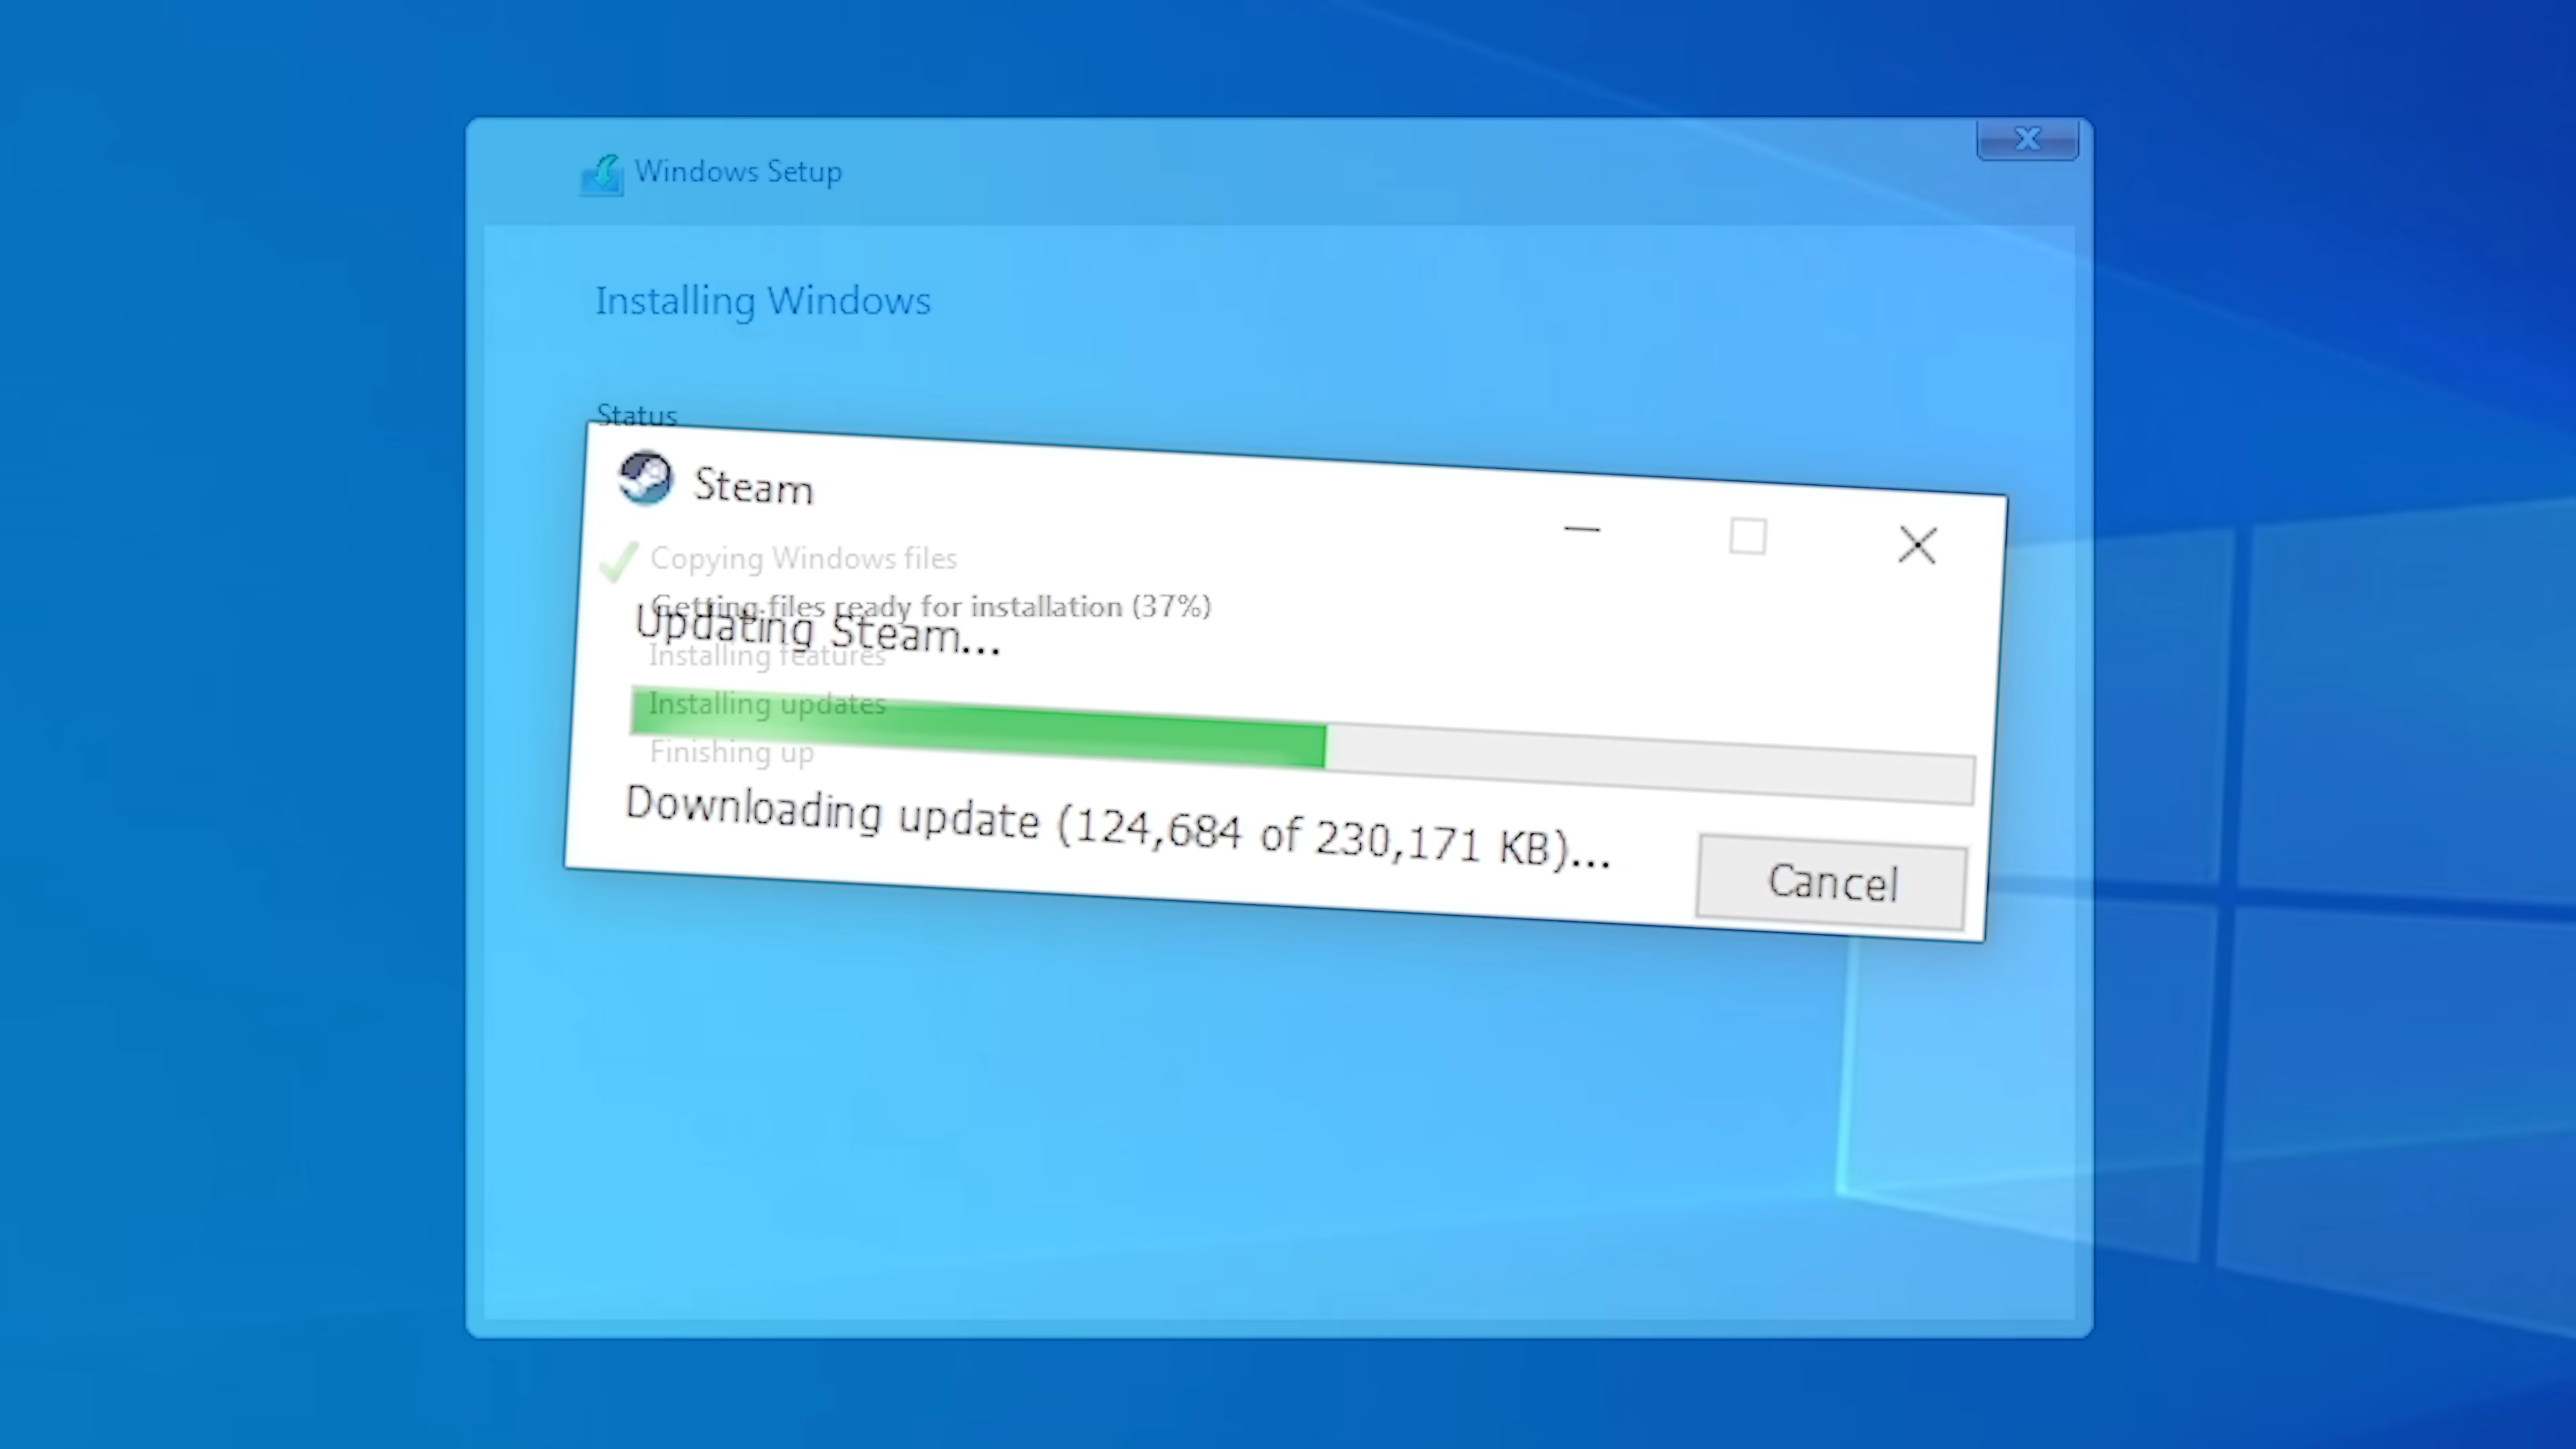 Windows Setup
Installing Windows
Status
Steam
Copying Windows files
Getting files ready for installation (37%)
Updating Steam...
Installing features
Installing updates
Finishing up
Downloading update (124,684 of 230,171 KB)...
Cancel